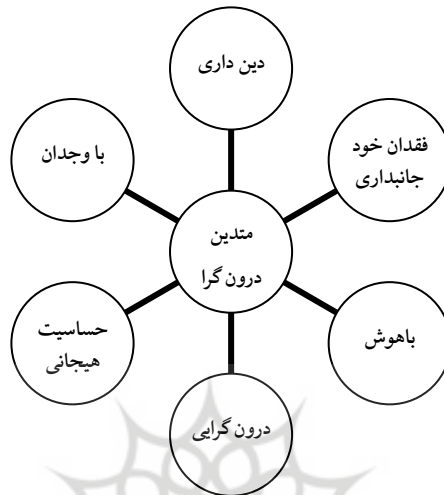 دین داری
فقدان خود
جانبداری
با وجدان
متدین
درون گرا
حساسیت
هیجانی
باهوش
درون گرایی